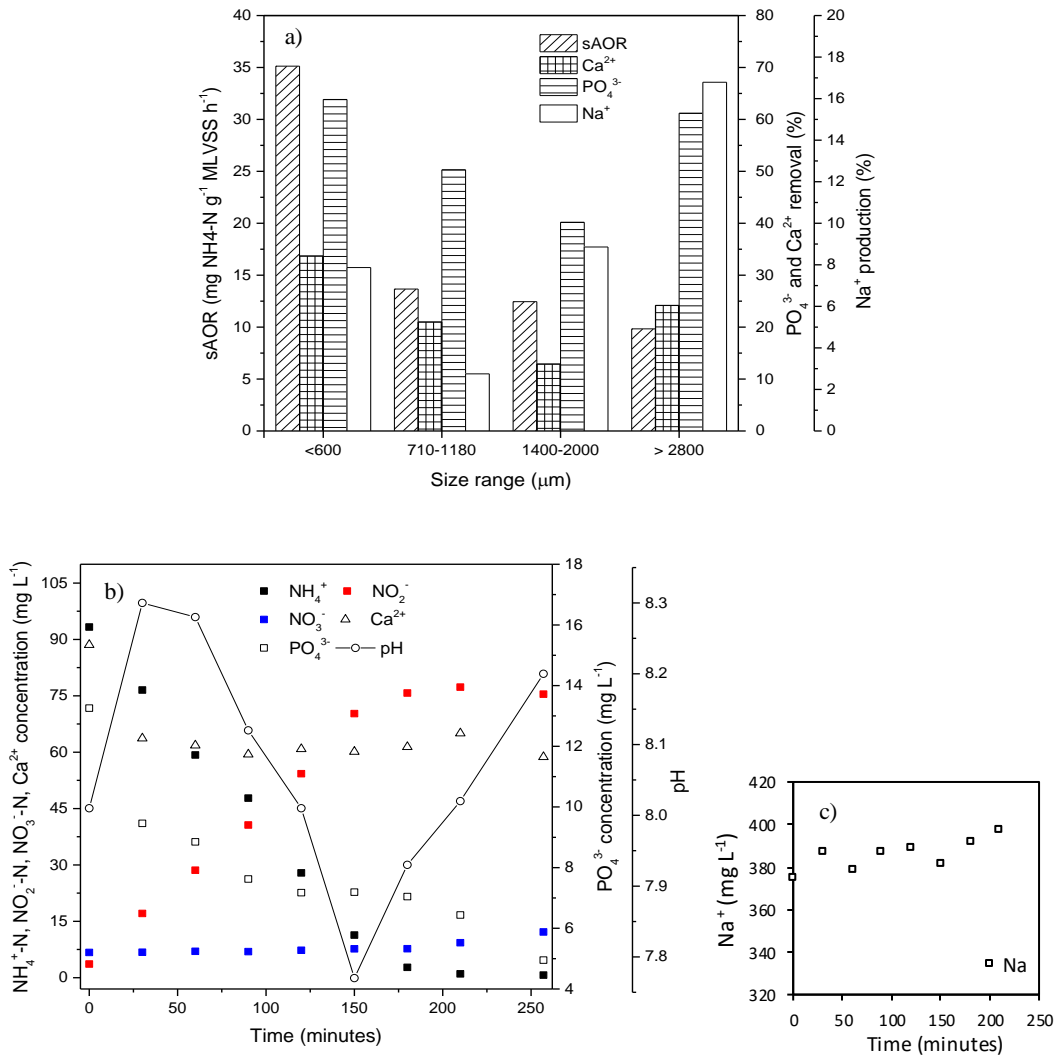 a)
sAOR
Ca²⁺
PO₄³⁻
Na⁺
sAOR (mg NH4-N g⁻¹ MLVSS h⁻¹)
40
35
30
25
20
15
10
5
0
PO₄³⁻ and Ca²⁺ removal (%)
80
70
60
50
40
30
20
10
0
Na⁺ production (%)
20
18
16
14
12
10
8
6
4
2
0
<600 710-1180 1400-2000 > 2800
Size range (μm)
b)
NH₄⁺ NO₂⁻
NO₃⁻ Ca²⁺
PO₄³⁻ pH
NH₄⁺-N, NO₂⁻-N, NO₃⁻-N, Ca²⁺ concentration (mg L⁻¹)
105
90
75
60
45
30
15
0
PO₄³⁻ concentration (mg L⁻¹)
18
16
14
12
10
8
6
4
pH
8.3
8.2
8.1
8.0
7.9
7.8
0 50 100 150 200 250
Time (minutes)
c)
Na⁺ (mg L⁻¹)
420
400
380
360
340
320
Na
0 50 100 150 200 250
Time (minutes)